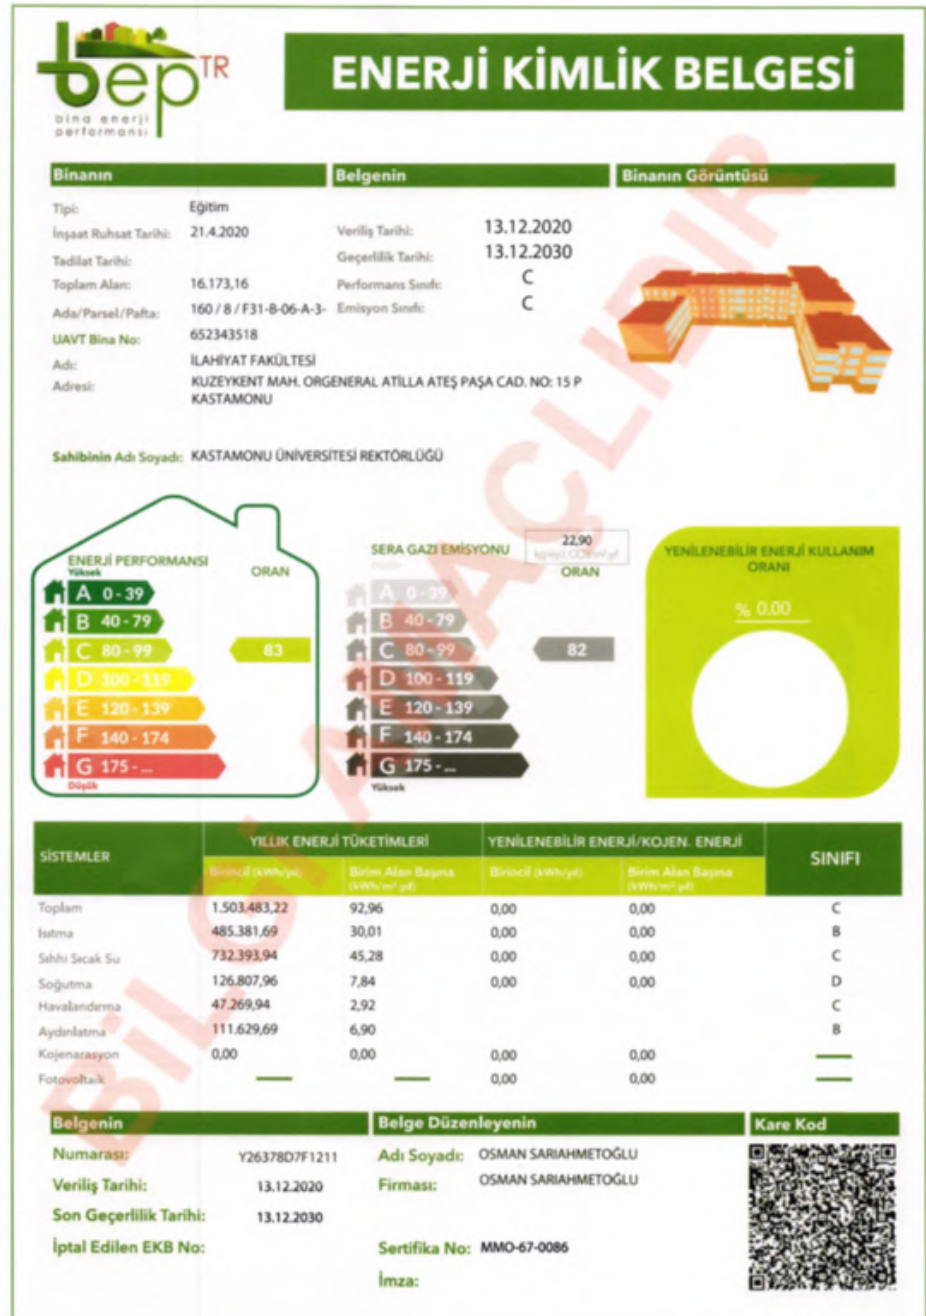 bep TR
bina enerji
performansı
ENERJİ KİMLİK BELGESİ
Binanın
Belgenin
Binanın Görüntüsü
Tipi: Eğitim
İnşaat Ruhsat Tarihi: 21.4.2020
Veriliş Tarihi: 13.12.2020
Tadilat Tarihi:
Geçerlilik Tarihi: 13.12.2030
Toplam Alan: 16.173,16
Performans Sınıfı: C
Ada/Parsel/Pafta: 160 / 8 / F31-B-06-A-3-
Emisyon Sınıfı: C
UAVT Bina No: 652343518
Adı: İLAHİYAT FAKÜLTESİ
Adresi: KUZEYKENT MAH. ORGENERAL ATİLLA ATEŞ PAŞA CAD. NO: 15 P
KASTAMONU
Sahibinin Adı Soyadı: KASTAMONU ÜNİVERSİTESİ REKTÖRLÜĞÜ
ENERJİ PERFORMANSI
Yüksek
ORAN
A 0 - 39
B 40 - 79
C 80 - 99
83
D 100 - 119
E 120 - 139
F 140 - 174
G 175 - ...
Düşük
SERA GAZI EMİSYONU
22,90
ORAN
A 0 - 39
B 40 - 79
C 80 - 99
82
D 100 - 119
E 120 - 139
F 140 - 174
G 175 - ...
Yüksek
YENİLENEBİLİR ENERJİ KULLANIM
ORANI
% 0.00
SİSTEMLER
YILLIK ENERJİ TÜKETİMLERİ
YENİLENEBİLİR ENERJİ/KOJEN. ENERJİ
SINIFI
Birincil (kWh/yıl)
Birim Alan Başına
(kWh/m² yıl)
Birincil (kWh/yıl)
Birim Alan Başına
(kWh/m² yıl)
Toplam 1.503.483,22 92,96 0,00 0,00 C
Isıtma 485.381,69 30,01 0,00 0,00 B
Sıhhi Sıcak Su 732.393,94 45,28 0,00 0,00 C
Soğutma 126.807,96 7,84 0,00 0,00 D
Havalandırma 47.269,94 2,92 C
Aydınlatma 111.629,69 6,90 B
Kojenarasyon 0,00 0,00 0,00 0,00
Fotovoltaik 0,00 0,00
Belgenin
Belge Düzenleyenin
Kare Kod
Numarası: Y26378D7F1211
Adı Soyadı: OSMAN SARIAHMETOĞLU
Veriliş Tarihi: 13.12.2020
Firması: OSMAN SARIAHMETOĞLU
Son Geçerlilik Tarihi: 13.12.2030
İptal Edilen EKB No:
Sertifika No: MMO-67-0086
İmza:
BİLGİ AMAÇLIDIR